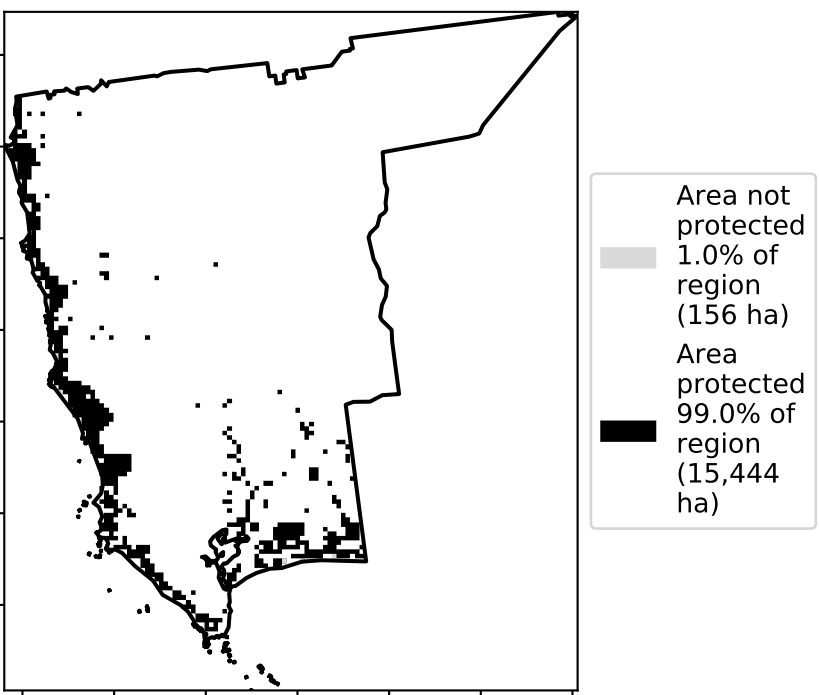 Area not
protected
1.0% of
region
(156 ha)
Area
protected
99.0% of
region
(15,444
ha)